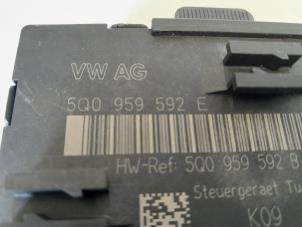 VW AG
5Q0 959 592 E
HW-Ref: 5Q0 959 592 B
Steuergeraet Tu
K09